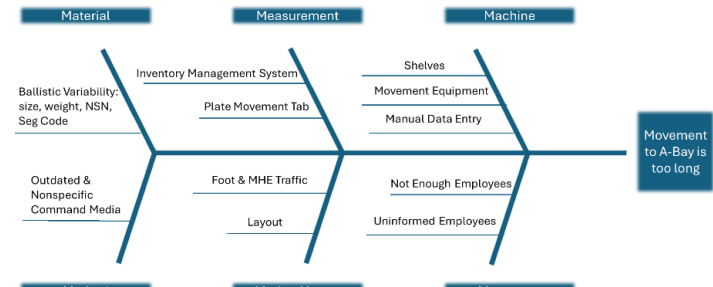 Material
Measurement
Machine
Shelves
Inventory Management System
Movement Equipment
Ballistic Variability:
size, weight, NSN,
Seg Code
Plate Movement Tab
Manual Data Entry
Movement
to A-Bay is
too long
Outdated &
Nonspecific
Command Media
Foot & MHE Traffic
Not Enough Employees
Layout
Uninformed Employees